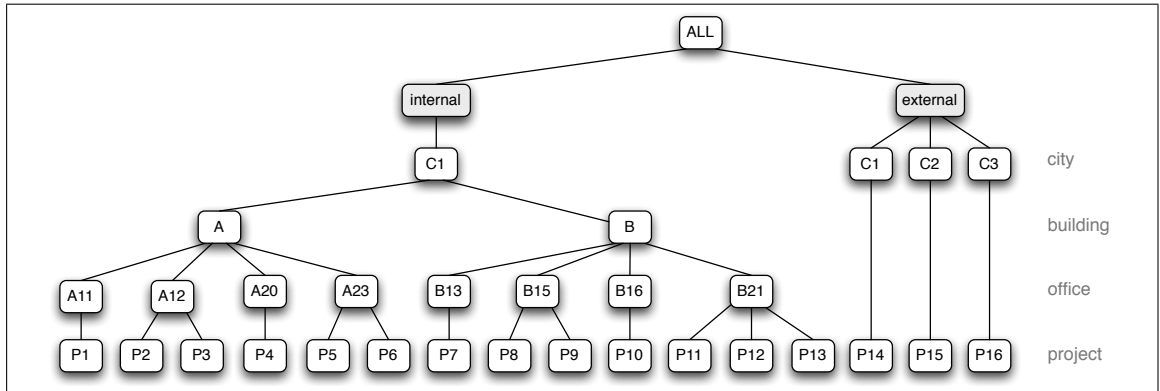 ALL
internal external
C1 C1 C2 C3 city
A B building
A11 A12 A20 A23 B13 B15 B16 B21 office
P1 P2 P3 P4 P5 P6 P7 P8 P9 P10 P11 P12 P13 P14 P15 P16 project